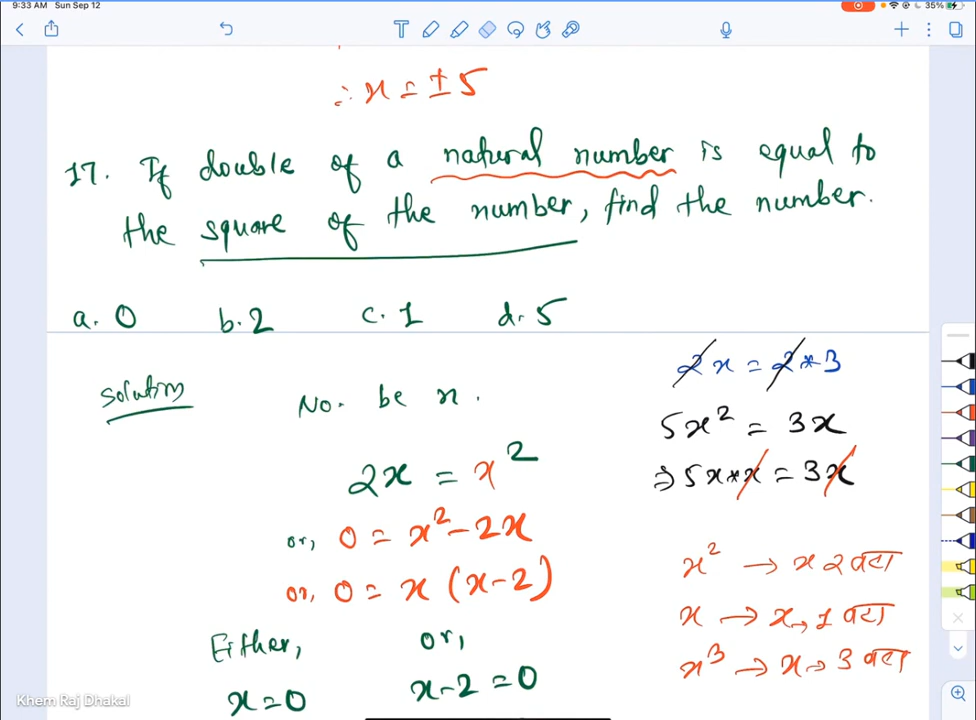 9:33 AM Sun Sep 12
35%
∴ x = ±5
17. If double of a natural number is equal to
the square of the number, find the number.
a. 0 b. 2 c. 1 d. 5
Solution
No. be x.
2x = x²
or, 0 = x² - 2x
or, 0 = x (x-2)
Either, or,
x=0 x-2 =0
2x = 2*3
5x² = 3x
⇒ 5x*x = 3x
x² → x 2 वटा
x → x → 1 वटा
x³ → x → 3 वटा
Khem Raj Dhakal